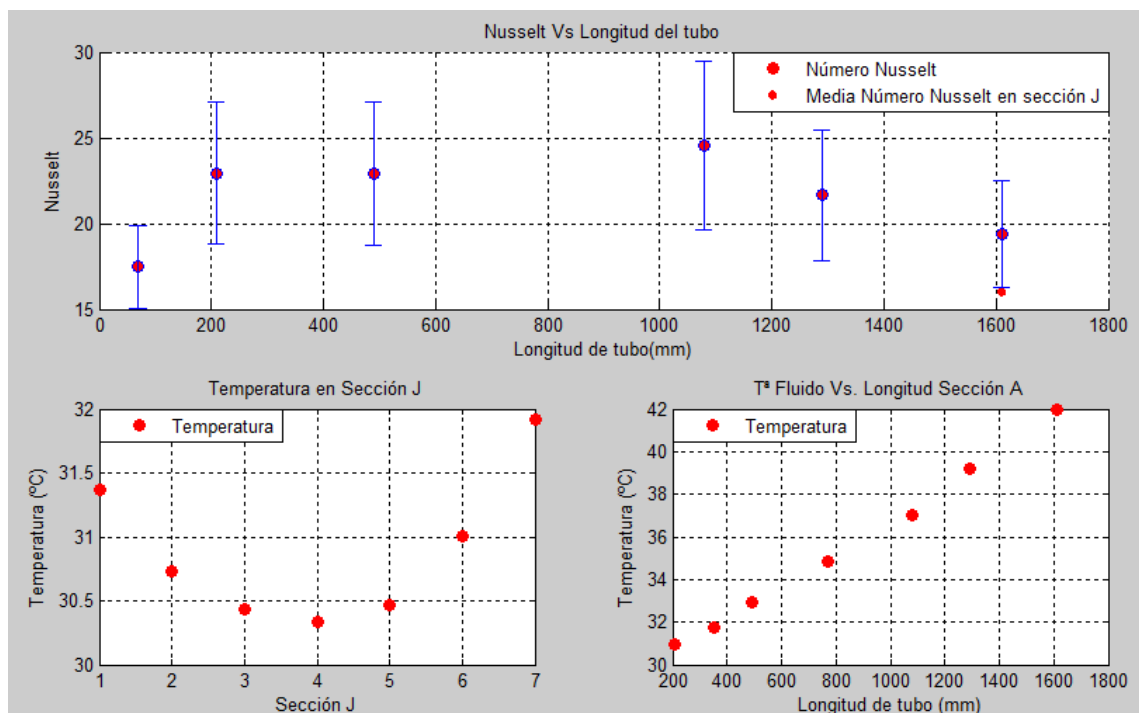 Nusselt Vs Longitud del tubo
30
25
20
15
Nusselt
Número Nusselt
Media Número Nusselt en sección J
0 200 400 600 800 1000 1200 1400 1600 1800
Longitud de tubo(mm)
Temperatura en Sección J
32
31.5
31
30.5
30
Temperatura (ºC)
Temperatura
1 2 3 4 5 6 7
Sección J
Tª Fluido Vs. Longitud Sección A
42
40
38
36
34
32
30
Temperatura (ºC)
Temperatura
200 400 600 800 1000 1200 1400 1600 1800
Longitud de tubo (mm)